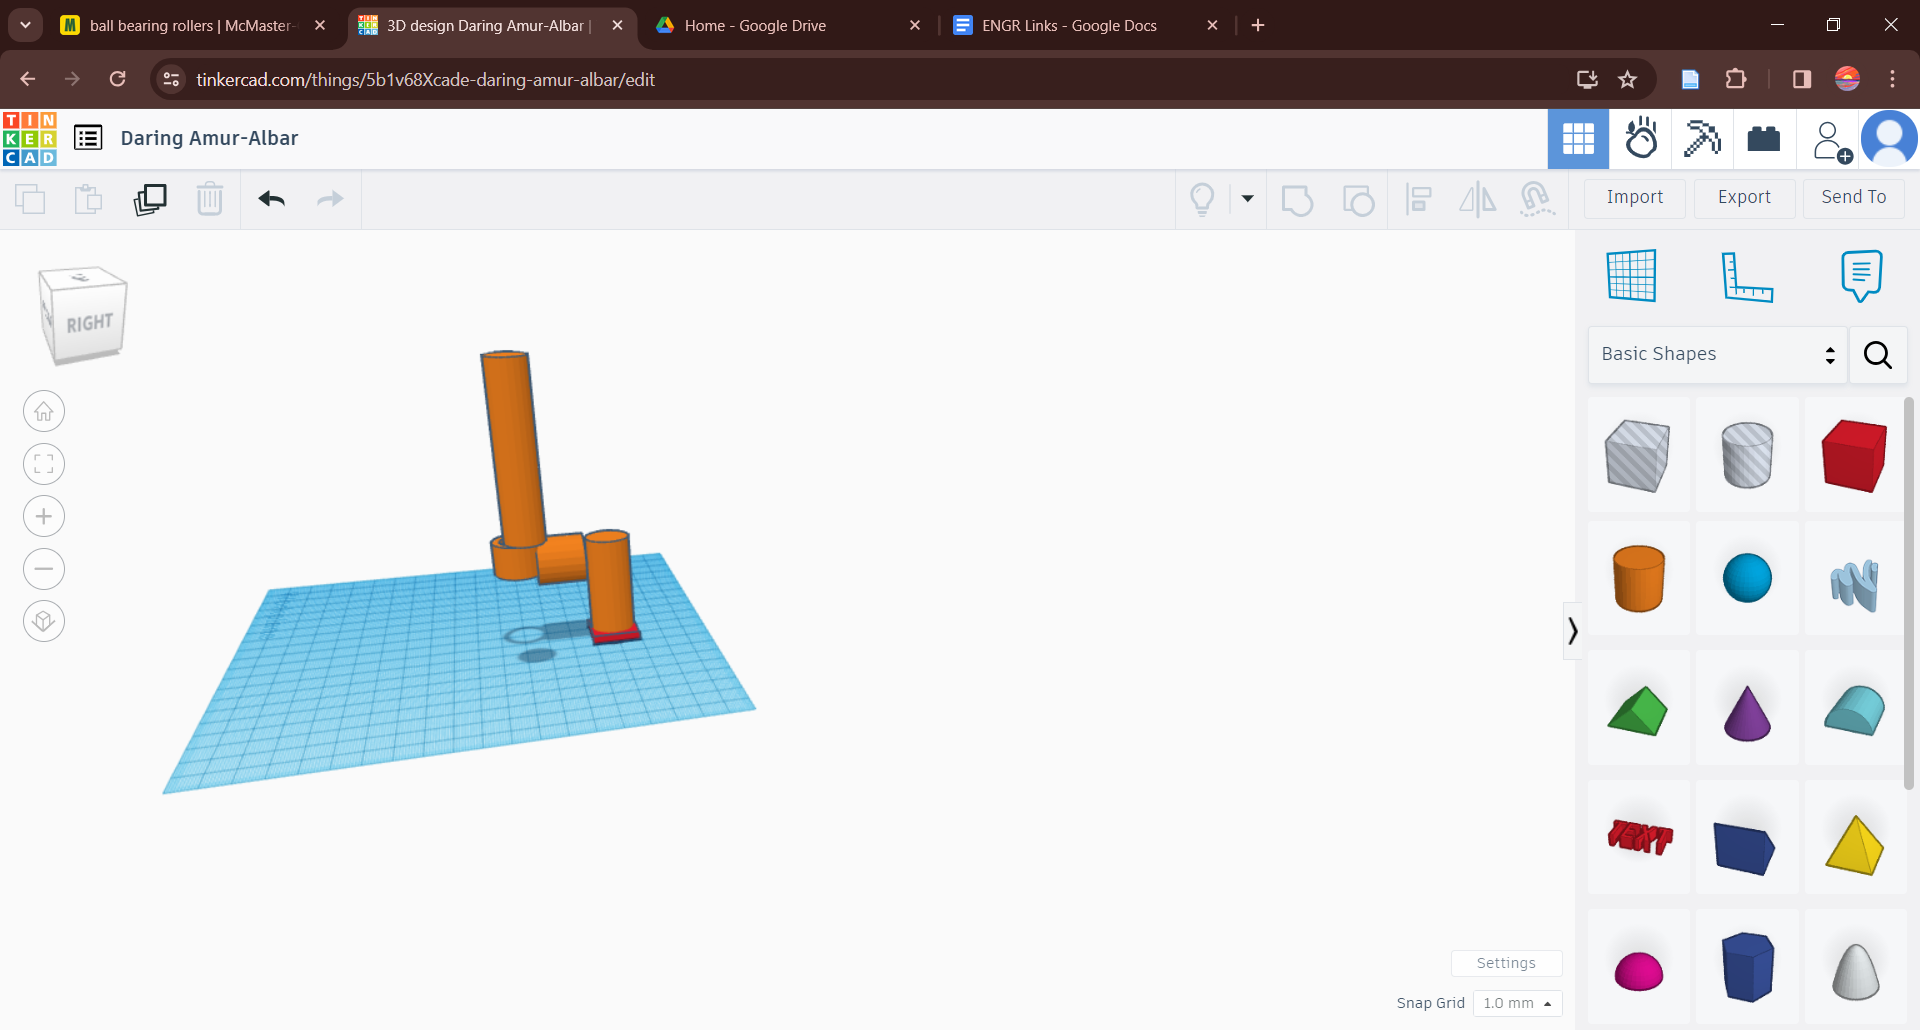 ball bearing rollers | McMaster-
3D design Daring Amur-Albar |
Home - Google Drive
ENGR Links - Google Docs
tinkercad.com/things/5b1v68Xcade-daring-amur-albar/edit
TIN
KER
CAD
Daring Amur-Albar
Import
Export
Send To
RIGHT
Basic Shapes
TEXT
Settings
Snap Grid 1.0 mm